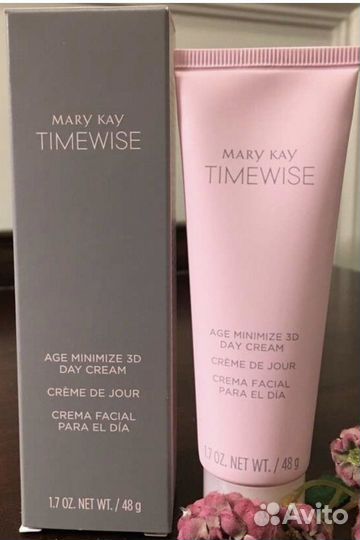 MARY KAY
TIMEWISE
AGE MINIMIZE 3D
DAY CREAM
CRÈME DE JOUR
CREMA FACIAL
PARA EL DÍA
1.7 OZ. NET WT. / 48 g
MARY KAY
TIMEWISE
AGE MINIMIZE 3D
DAY CREAM
CRÈME DE JOUR
CREMA FACIAL
PARA EL DÍA
1.7 OZ. NET WT. / 48 g
Avito